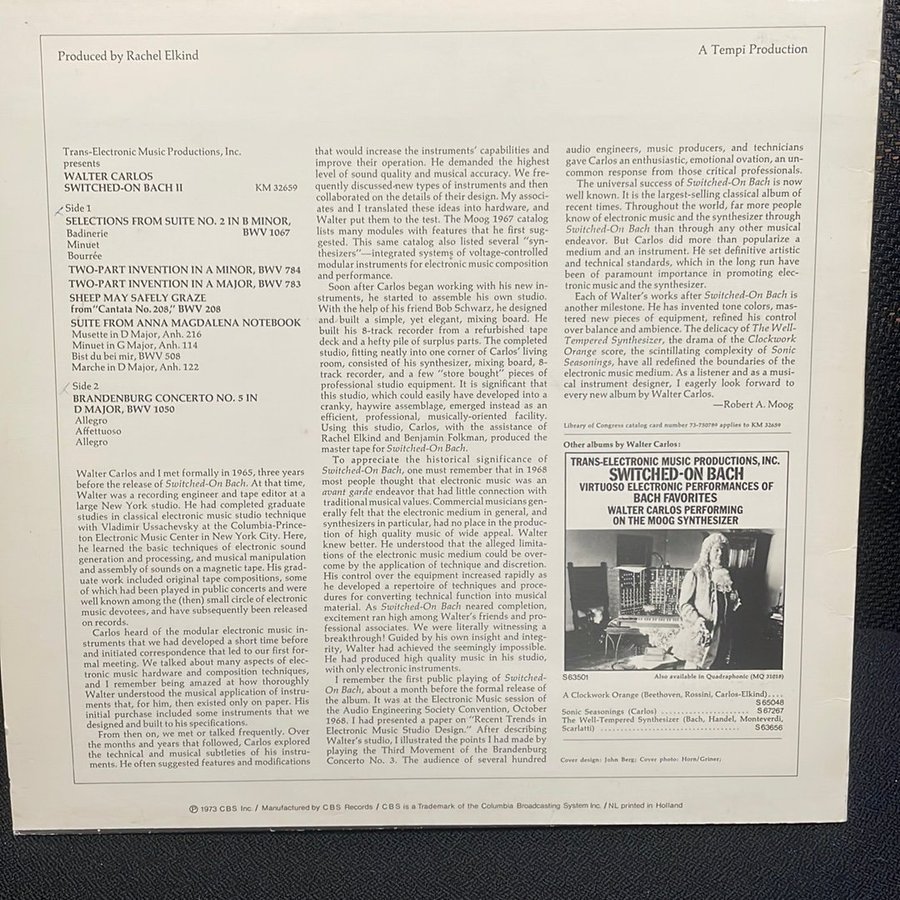 Produced by Rachel Elkind
A Tempi Production
Trans-Electronic Music Productions, Inc.
presents
WALTER CARLOS
SWITCHED-ON BACH II KM 32659
Side 1
SELECTIONS FROM SUITE NO. 2 IN B MINOR,
Badinerie BWV 1067
Minuet
Bourrée
TWO-PART INVENTION IN A MINOR, BWV 784
TWO-PART INVENTION IN A MAJOR, BWV 783
SHEEP MAY SAFELY GRAZE
from "Cantata No. 208," BWV 208
SUITE FROM ANNA MAGDALENA NOTEBOOK
Musette in D Major, Anh. 216
Minuet in G Major, Anh. 114
Bist du bei mir, BWV 508
Marche in D Major, Anh. 122
Side 2
BRANDENBURG CONCERTO NO. 5 IN
D MAJOR, BWV 1050
Allegro
Affettuoso
Allegro
Walter Carlos and I met formally in 1965, three years
before the release of Switched-On Bach. At that time,
Walter was a recording engineer and tape editor at a
large New York studio. He had completed graduate
studies in classical electronic music studio technique
with Vladimir Ussachevsky at the Columbia-Prince-
ton Electronic Music Center in New York City. Here,
he learned the basic techniques of electronic sound
generation and processing, and musical manipulation
and assembly of sounds on a magnetic tape. His grad-
uate work included original tape compositions, some
of which had been played in public concerts and were
well known among the (then) small circle of electronic
music devotees, and have subsequently been released
on records.
Carlos heard of the modular electronic music in-
struments that we had developed a short time before
and initiated correspondence that led to our first for-
mal meeting. We talked about many aspects of elec-
tronic music hardware and composition techniques,
and I remember being amazed at how thoroughly
Walter understood the musical application of instru-
ments that, for him, then existed only on paper. His
initial purchase included some instruments that we
designed and built to his specifications.
From then on, we met or talked frequently. Over
the months and years that followed, Carlos explored
the technical and musical subtleties of his instru-
ments. He often suggested features and modifications
that would increase the instruments' capabilities and
improve their operation. He demanded the highest
level of sound quality and musical accuracy. We fre-
quently discussed new types of instruments and then
collaborated on the details of their design. My associ-
ates and I translated these ideas into hardware, and
Walter put them to the test. The Moog 1967 catalog
lists many modules with features that he first sug-
gested. This same catalog also listed several "syn-
thesizers"—integrated systems of voltage-controlled
modular instruments for electronic music composition
and performance.
Soon after Carlos began working with his new in-
struments, he started to assemble his own studio.
With the help of his friend Bob Schwarz, he designed
and built a simple, yet elegant, mixing board. He
built his 8-track recorder from a refurbished tape
deck and a hefty pile of surplus parts. The completed
studio, fitting neatly into one corner of Carlos' living
room, consisted of his synthesizer, mixing board, 8-
track recorder, and a few "store bought" pieces of
professional studio equipment. It is significant that
this studio, which could easily have developed into a
cranky, haywire assemblage, emerged instead as an
efficient, professional, musically-oriented facility.
Using this studio, Carlos, with the assistance of
Rachel Elkind and Benjamin Folkman, produced the
master tape for Switched-On Bach.
To appreciate the historical significance of
Switched-On Bach, one must remember that in 1968
most people thought that electronic music was an
avant garde endeavor that had little connection with
traditional musical values. Commercial musicians gen-
erally felt that the electronic medium in general, and
synthesizers in particular, had no place in the produc-
tion of high quality music of wide appeal. Walter
knew better. He understood that the alleged limita-
tions of the electronic music medium could be over-
come by the application of technique and discretion.
His control over the equipment increased rapidly as
he developed a repertoire of techniques and proce-
dures for converting technical function into musical
material. As Switched-On Bach neared completion,
excitement ran high among Walter's friends and pro-
fessional associates. We were literally witnessing a
breakthrough! Guided by his own insight and integ-
rity, Walter had achieved the seemingly impossible.
He had produced high quality music in his studio,
with only electronic instruments.
I remember the first public playing of Switched-
On Bach, about a month before the formal release of
the album. It was at the Electronic Music session of
the Audio Engineering Society Convention, October
1968. I had presented a paper on "Recent Trends in
Electronic Music Studio Design." After describing
Walter's studio, I illustrated the points I had made by
playing the Third Movement of the Brandenburg
Concerto No. 3. The audience of several hundred
audio engineers, music producers, and technicians
gave Carlos an enthusiastic, emotional ovation, an un-
common response from those critical professionals.
The universal success of Switched-On Bach is now
well known. It is the largest-selling classical album of
recent times. Throughout the world, far more people
know of electronic music and the synthesizer through
Switched-On Bach than through any other musical
endeavor. But Carlos did more than popularize a
medium and an instrument. He set definitive artistic
and technical standards, which in the long run have
been of paramount importance in promoting elec-
tronic music and the synthesizer.
Each of Walter's works after Switched-On Bach is
another milestone. He has invented tone colors, mas-
tered new pieces of equipment, refined his control
over balance and ambience. The delicacy of The Well-
Tempered Synthesizer, the drama of the Clockwork
Orange score, the scintillating complexity of Sonic
Seasonings, have all redefined the boundaries of the
electronic music medium. As a listener and as a musi-
cal instrument designer, I eagerly look forward to
every new album by Walter Carlos.
—Robert A. Moog
Library of Congress catalog card number 73-750789 applies to KM 32659
Other albums by Walter Carlos:
TRANS-ELECTRONIC MUSIC PRODUCTIONS, INC.
SWITCHED-ON BACH
VIRTUOSO ELECTRONIC PERFORMANCES OF
BACH FAVORITES
WALTER CARLOS PERFORMING
ON THE MOOG SYNTHESIZER
S 63501 Also available in Quadraphonic (MQ 31018)
A Clockwork Orange (Beethoven, Rossini, Carlos-Elkind)....
S 65048
Sonic Seasonings (Carlos) .......................... S 67267
The Well-Tempered Synthesizer (Bach, Handel, Monteverdi,
Scarlatti) .................................. S 63656
Cover design: John Berg; Cover photo: Horn/Griner;
℗ 1973 CBS Inc. / Manufactured by CBS Records / CBS is a Trademark of the Columbia Broadcasting System Inc. / NL printed in Holland